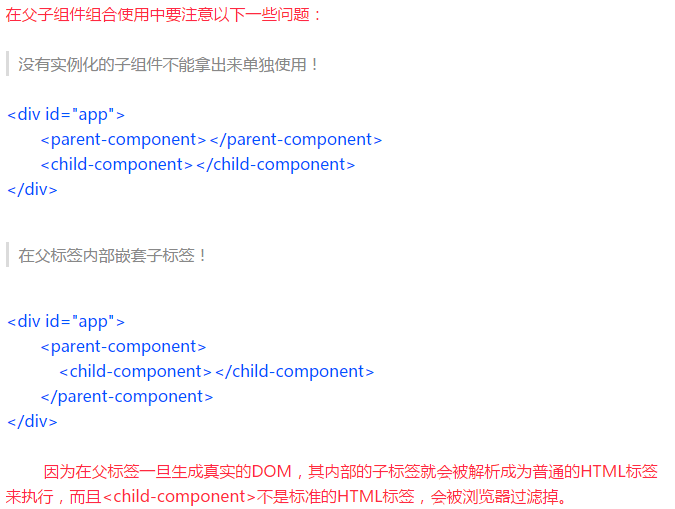 在父子组件组合使用中要注意以下一些问题：
没有实例化的子组件不能拿出来单独使用！
<div id="app">
<parent-component></parent-component>
<child-component></child-component>
</div>
在父标签内部嵌套子标签！
<div id="app">
<parent-component>
<child-component></child-component>
</parent-component>
</div>
因为在父标签一旦生成真实的DOM，其内部的子标签就会被解析成为普通的HTML标签
来执行，而且<child-component>不是标准的HTML标签，会被浏览器过滤掉。